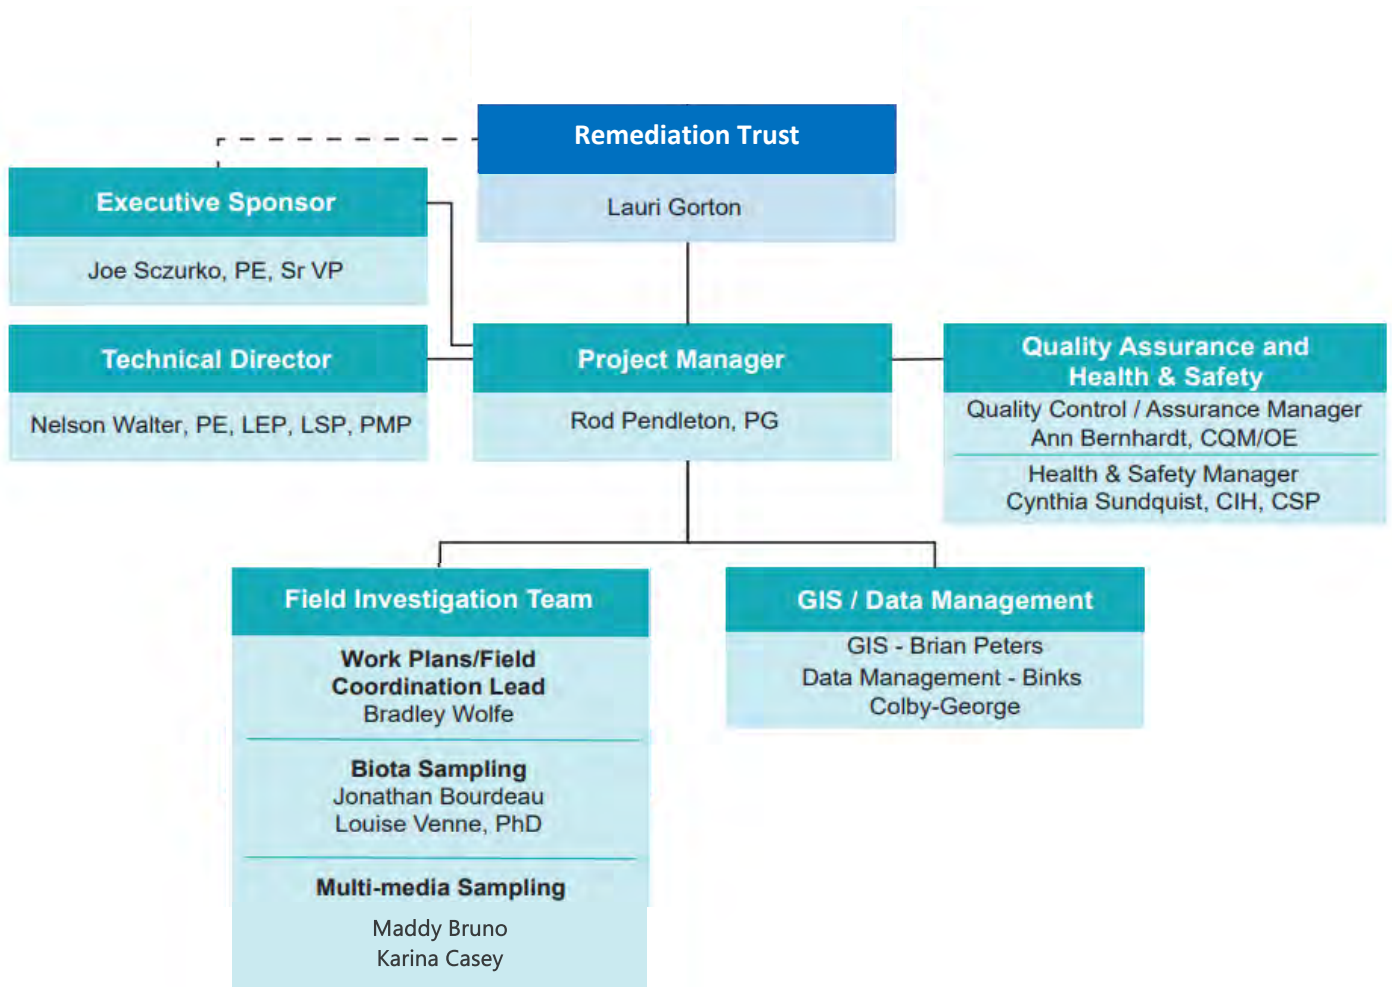 Remediation Trust
Lauri Gorton
Executive Sponsor
Joe Sczurko, PE, Sr VP
Technical Director
Nelson Walter, PE, LEP, LSP, PMP
Project Manager
Rod Pendleton, PG
Quality Assurance and
Health & Safety
Quality Control / Assurance Manager
Ann Bernhardt, CQM/OE
Health & Safety Manager
Cynthia Sundquist, CIH, CSP
Field Investigation Team
Work Plans/Field
Coordination Lead
Bradley Wolfe
Biota Sampling
Jonathan Bourdeau
Louise Venne, PhD
Multi-media Sampling
Maddy Bruno
Karina Casey
GIS / Data Management
GIS - Brian Peters
Data Management - Binks
Colby-George